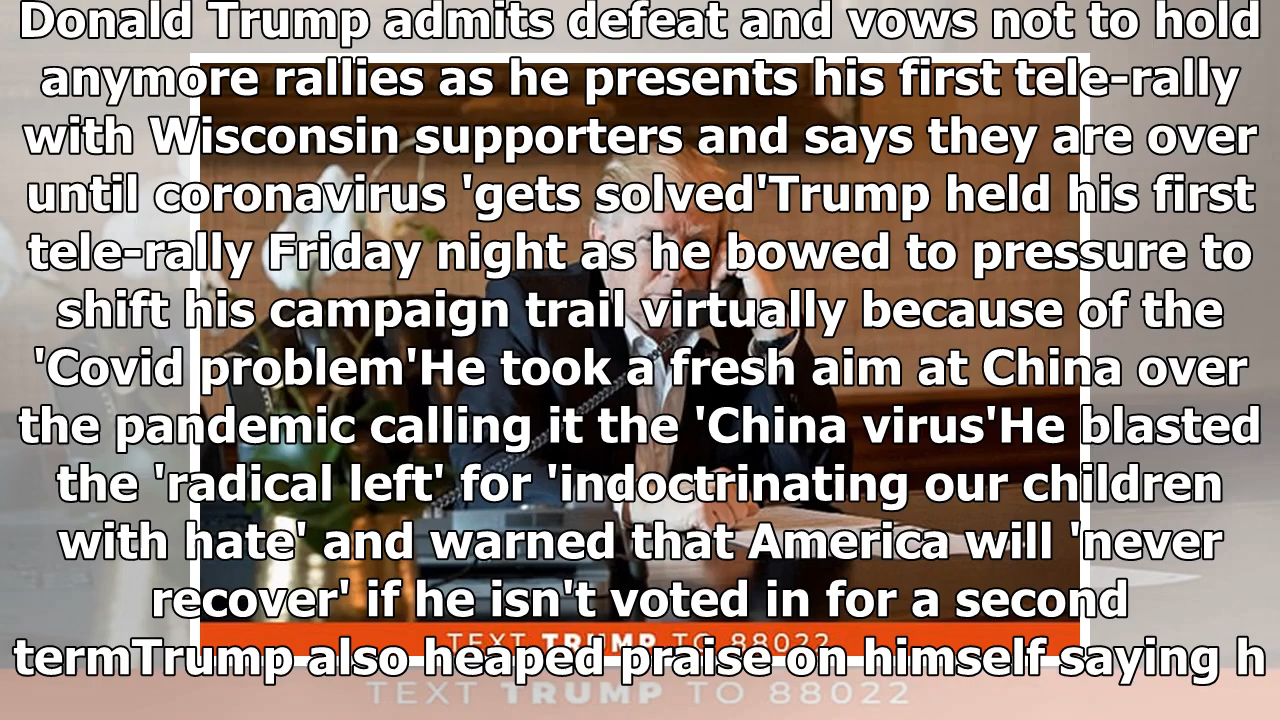 Donald Trump admits defeat and vows not to hold
anymore rallies as he presents his first tele-rally
with Wisconsin supporters and says they are over
until coronavirus 'gets solved'Trump held his first
tele-rally Friday night as he bowed to pressure to
shift his campaign trail virtually because of the
'Covid problem'He took a fresh aim at China over
the pandemic calling it the 'China virus'He blasted
the 'radical left' for 'indoctrinating our children
with hate' and warned that America will 'never
recover' if he isn't voted in for a second
TEXT TRUMP TO 88022
termTrump also heaped praise on himself saying h
TEXT TRUMP TO 88022